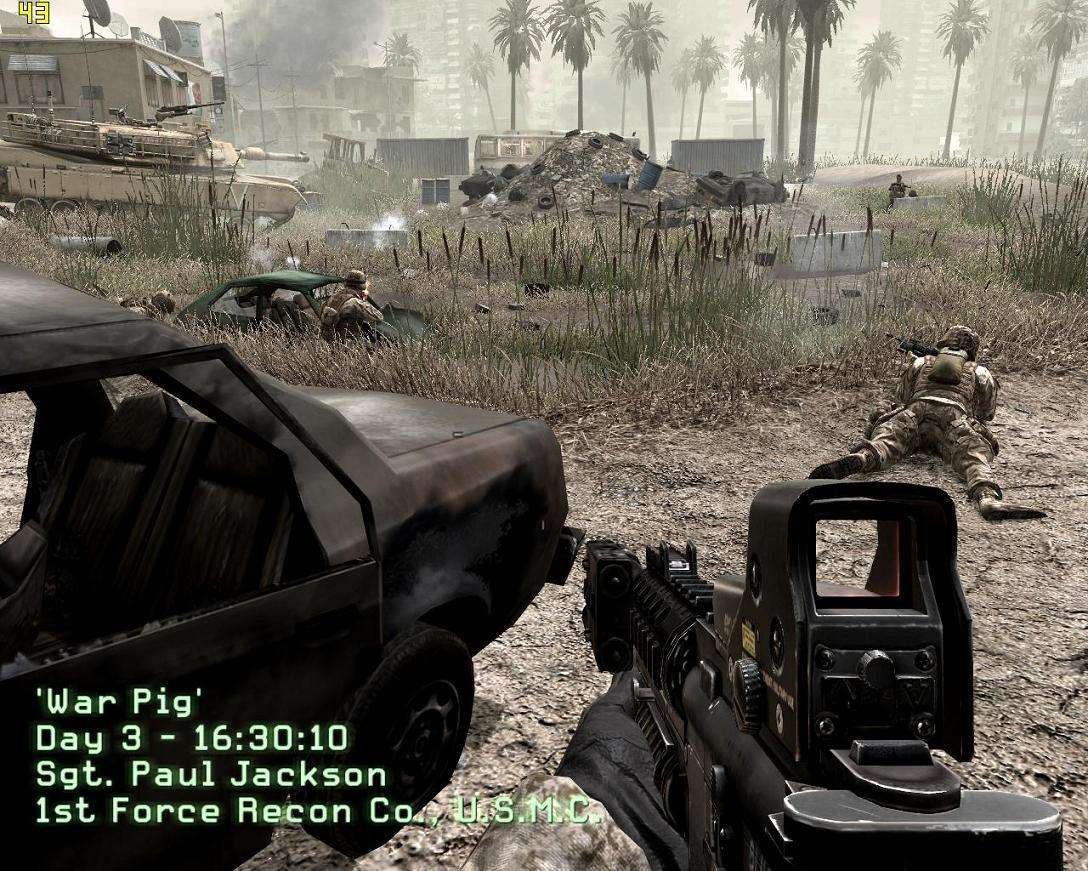 43
'War Pig'
Day 3 - 16:30:10
Sgt. Paul Jackson
1st Force Recon Co., U.S.M.C.